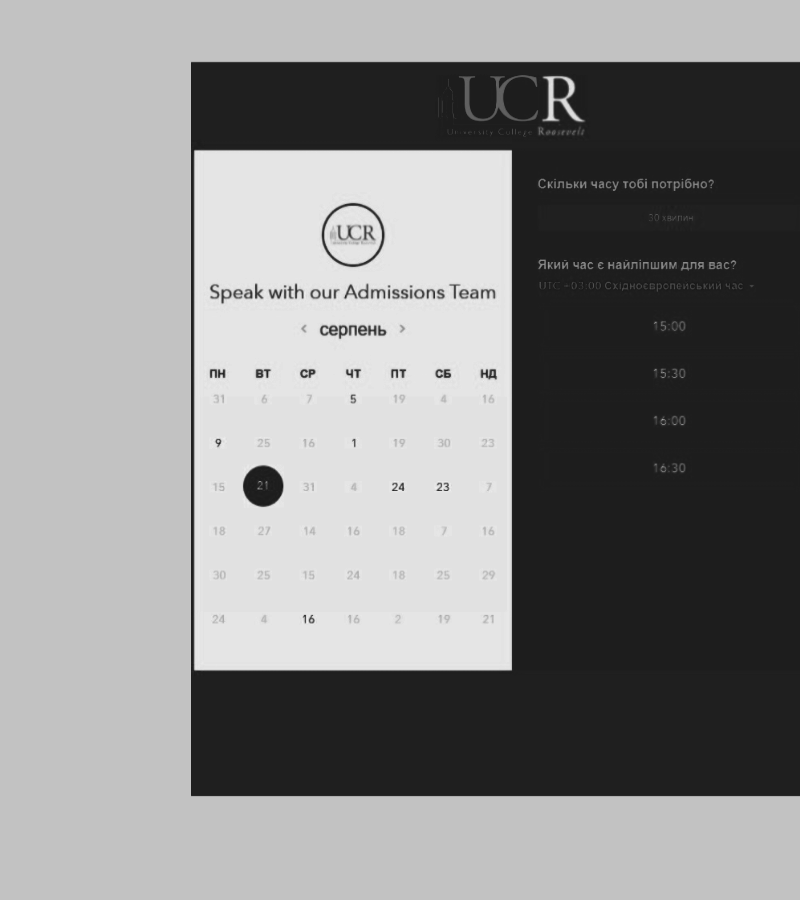 UCR
University College Roosevelt
UCR
Speak with our Admissions Team
‹ серпень ›
ПН ВТ СР ЧТ ПТ СБ НД
31 6 7 5 19 4 16
9 25 16 1 19 30 23
15 21 31 4 24 23 7
18 27 14 16 18 7 16
30 25 15 24 18 25 29
24 4 16 16 2 19 21
Скільки часу тобі потрібно?
30 хвилин
Який час є найліпшим для вас?
UTC +03:00 Східноєвропейський час
15:00
15:30
16:00
16:30